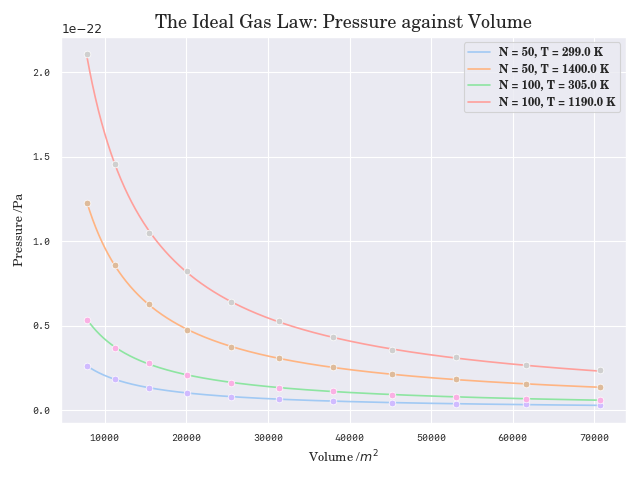 The Ideal Gas Law: Pressure against Volume
1e−22
N = 50, T = 299.0 K
N = 50, T = 1400.0 K
N = 100, T = 305.0 K
N = 100, T = 1190.0 K
2.0
1.5
1.0
0.5
0.0
Pressure /Pa
10000 20000 30000 40000 50000 60000 70000
Volume /m²